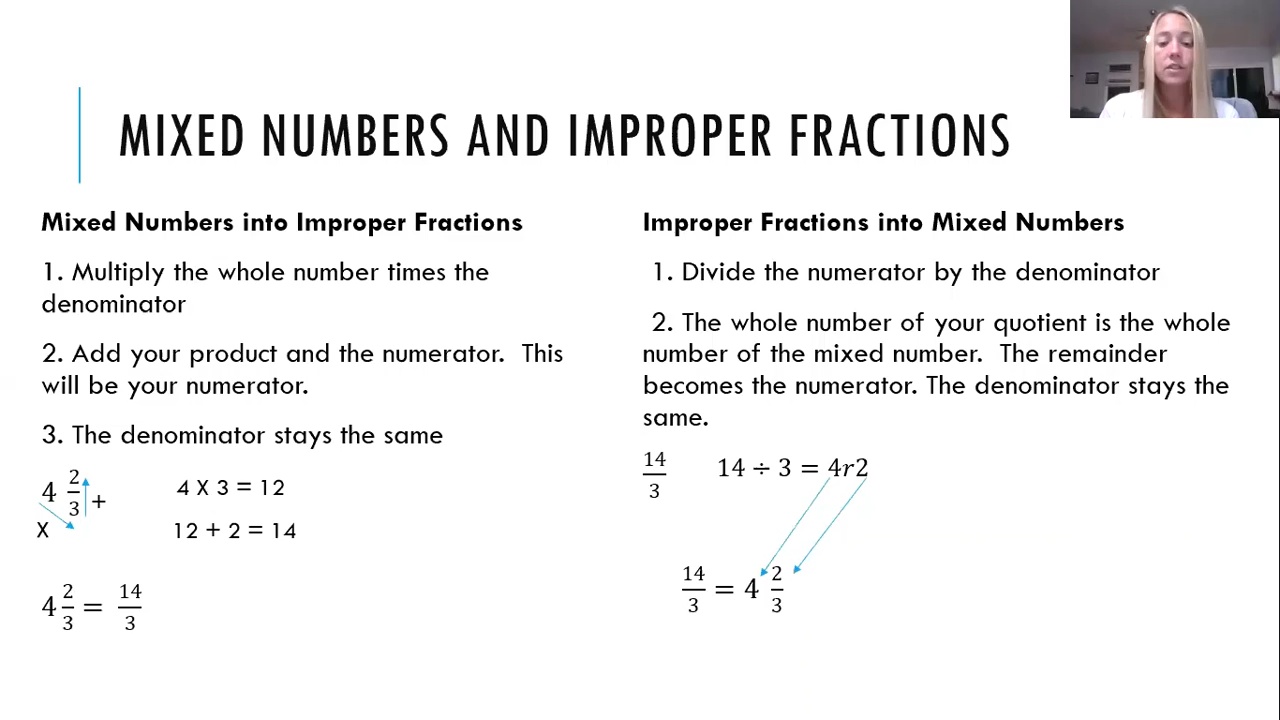 MIXED NUMBERS AND IMPROPER FRACTIONS
Mixed Numbers into Improper Fractions
1. Multiply the whole number times the
denominator
2. Add your product and the numerator.  This
will be your numerator.
3. The denominator stays the same
4 2/3 +
X
4 X 3 = 12
12 + 2 = 14
4 2/3 = 14/3
Improper Fractions into Mixed Numbers
1. Divide the numerator by the denominator
2. The whole number of your quotient is the whole
number of the mixed number.  The remainder
becomes the numerator. The denominator stays the
same.
14/3   14 ÷ 3 = 4r2
14/3 = 4 2/3